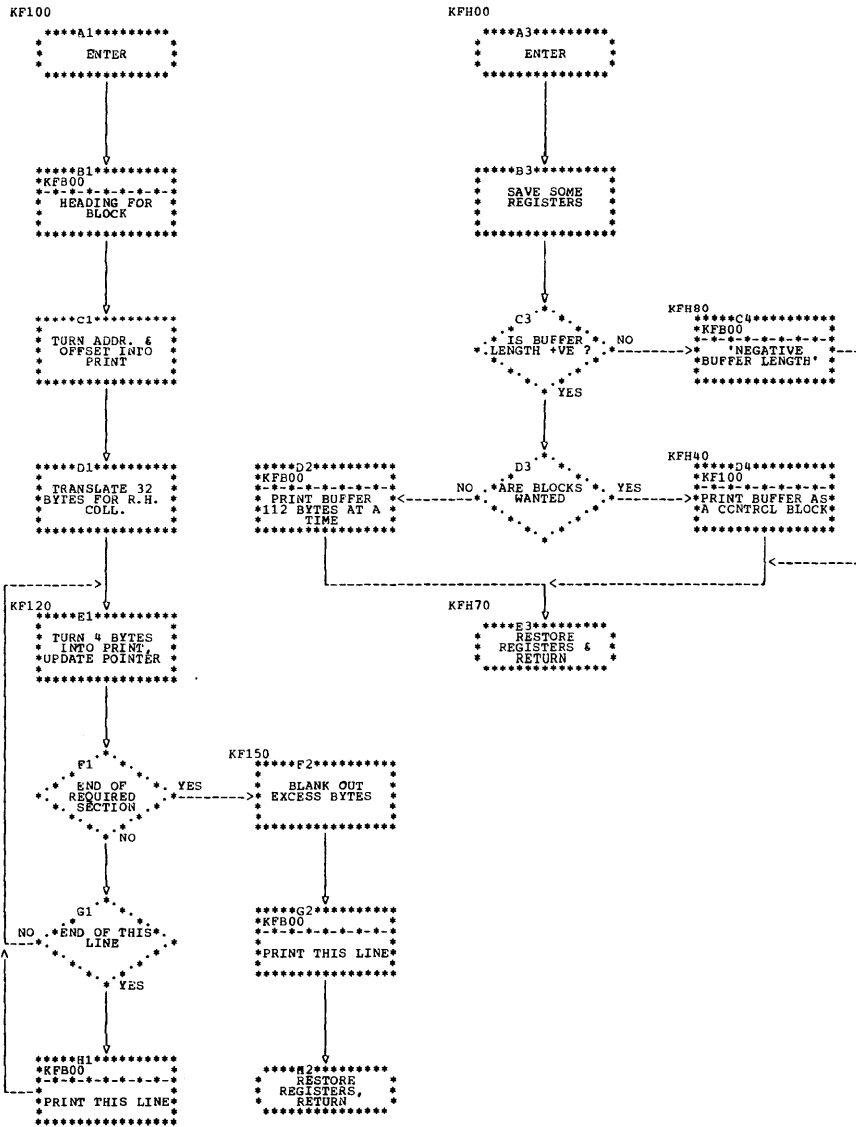 KF100
A1
ENTER
B1
KFB00
HEADING FOR
BLOCK
C1
TURN ADDR. &
OFFSET INTO
PRINT
D1
TRANSLATE 32
BYTES FOR R.H.
COLL.
KF120
E1
TURN 4 BYTES
INTO PRINT,
UPDATE POINTER
F1
END OF
REQUIRED
SECTION
YES
NO
G1
END OF THIS
LINE
NO
YES
H1
KFB00
PRINT THIS LINE
KF150
F2
BLANK OUT
EXCESS BYTES
G2
KFB00
PRINT THIS LINE
H2
RESTORE
REGISTERS,
RETURN
KFH00
A3
ENTER
B3
SAVE SOME
REGISTERS
C3
IS BUFFER
LENGTH +VE ?
NO
YES
KFH80
C4
KFB00
'NEGATIVE
BUFFER LENGTH'
D3
ARE BLOCKS
WANTED
NO
YES
D2
KFB00
PRINT BUFFER
112 BYTES AT A
TIME
KFH40
D4
KF100
PRINT BUFFER AS
A CONTROL BLOCK
KFH70
E3
RESTORE
REGISTERS &
RETURN